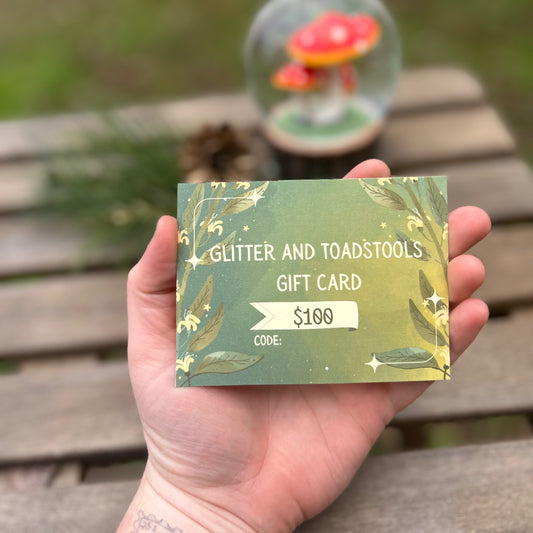 GLITTER AND TOADSTOOLS
GIFT CARD
$100
CODE: